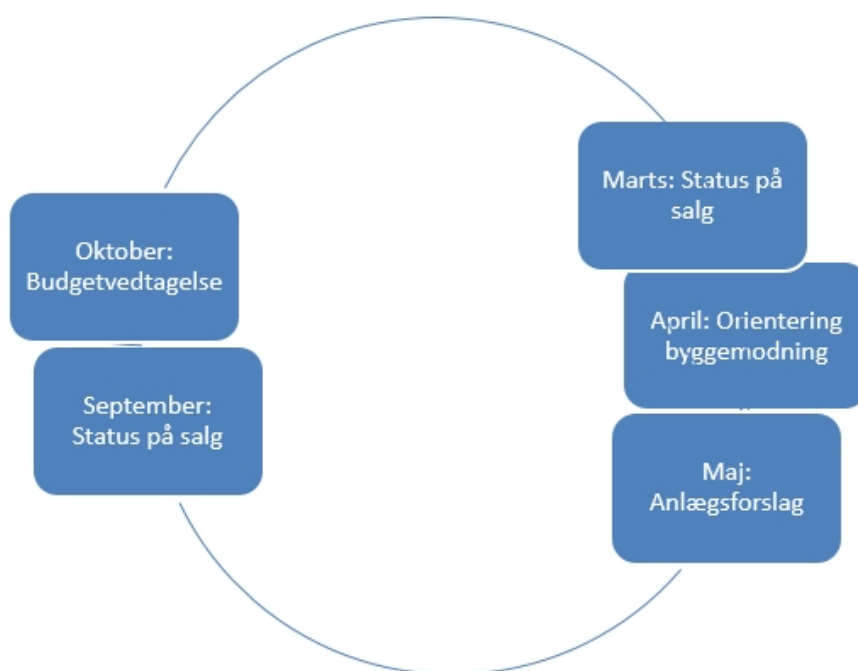 Marts: Status på
salg
April: Orientering
byggemodning
Maj:
Anlægsforslag
September:
Status på salg
Oktober:
Budgetvedtagelse